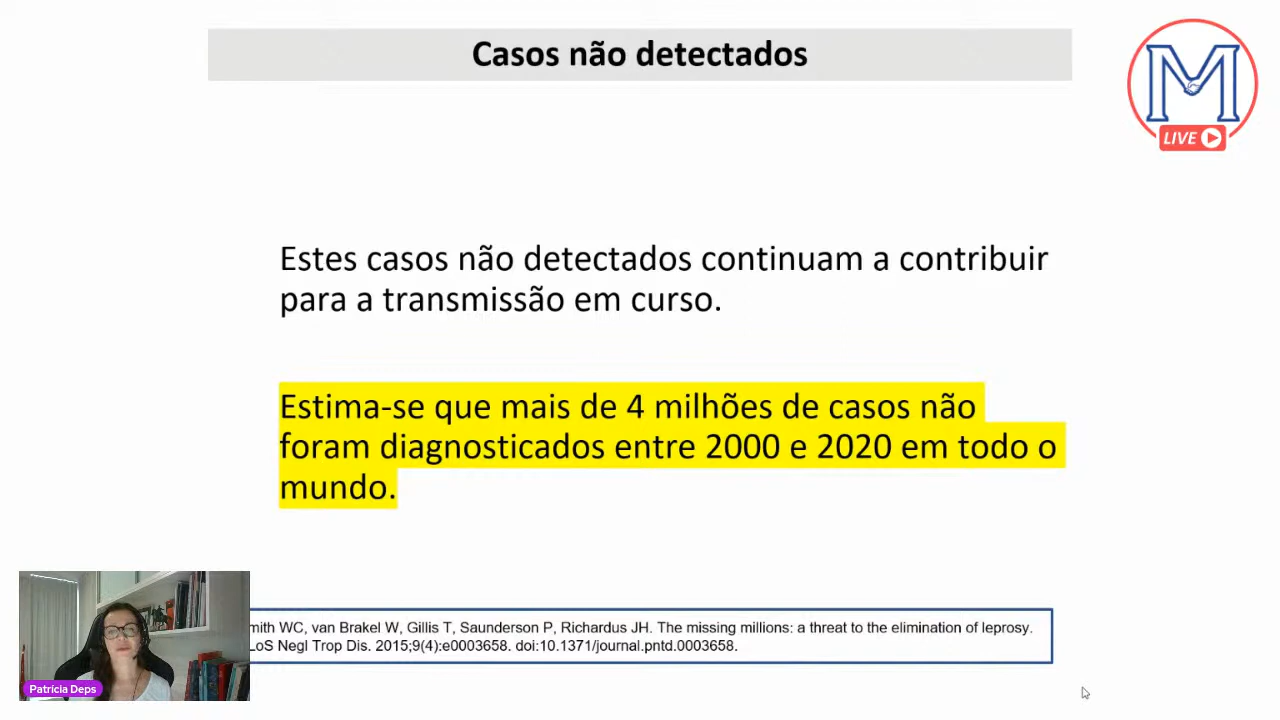 Casos não detectados
M
LIVE
Estes casos não detectados continuam a contribuir
para a transmissão em curso.
Estima-se que mais de 4 milhões de casos não
foram diagnosticados entre 2000 e 2020 em todo o
mundo.
mith WC, van Brakel W, Gillis T, Saunderson P, Richardus JH. The missing millions: a threat to the elimination of leprosy.
LoS Negl Trop Dis. 2015;9(4):e0003658. doi:10.1371/journal.pntd.0003658.
Patrícia Deps